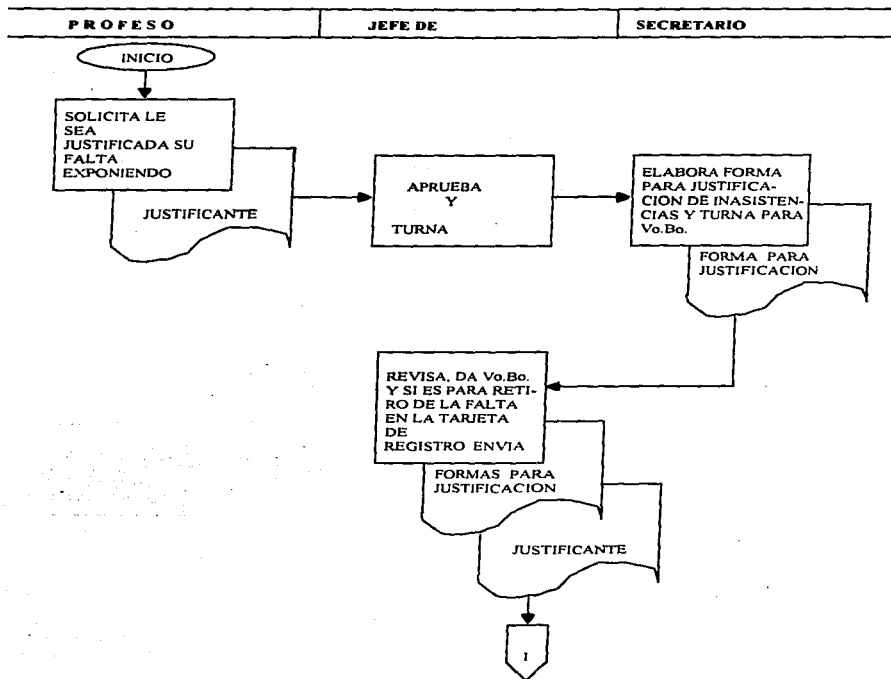 PROFESO JEFE DE SECRETARIO
INICIO
SOLICITA LE
SEA
JUSTIFICADA SU
FALTA
EXPONIENDO
JUSTIFICANTE
APRUEBA
Y
TURNA
ELABORA FORMA
PARA JUSTIFICA-
CIÓN DE INASISTEN-
CIAS Y TURNA PARA
Vo.Bo.
FORMA PARA
JUSTIFICACION
REVISA, DA Vo.Bo.
Y SI ES PARA RETI-
RO DE LA FALTA
EN LA TARJETA
DE
REGISTRO ENVIA
FORMAS PARA
JUSTIFICACION
JUSTIFICANTE
1